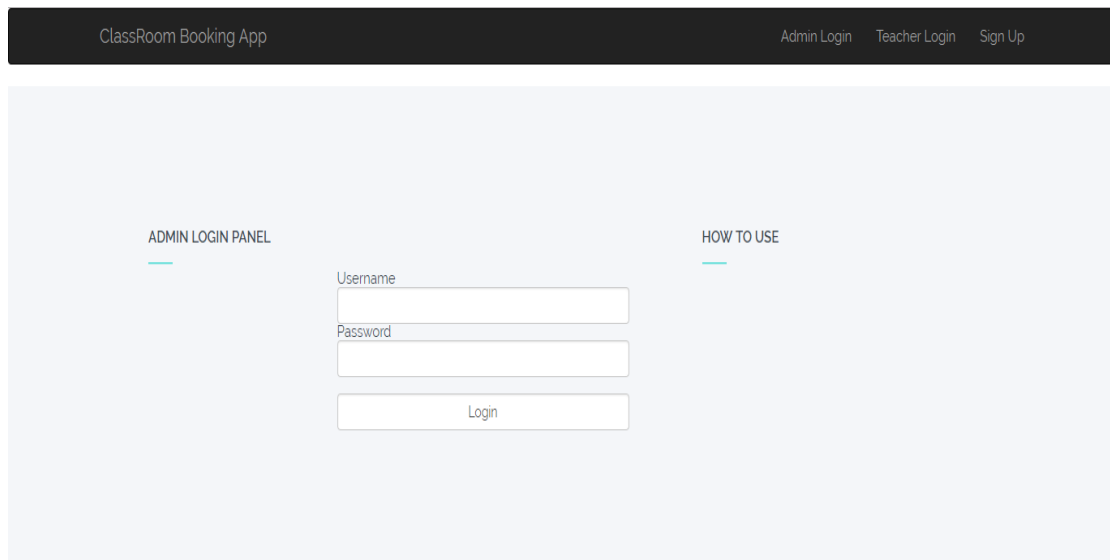 ClassRoom Booking App
Admin Login Teacher Login Sign Up
ADMIN LOGIN PANEL
HOW TO USE
Username
Password
Login